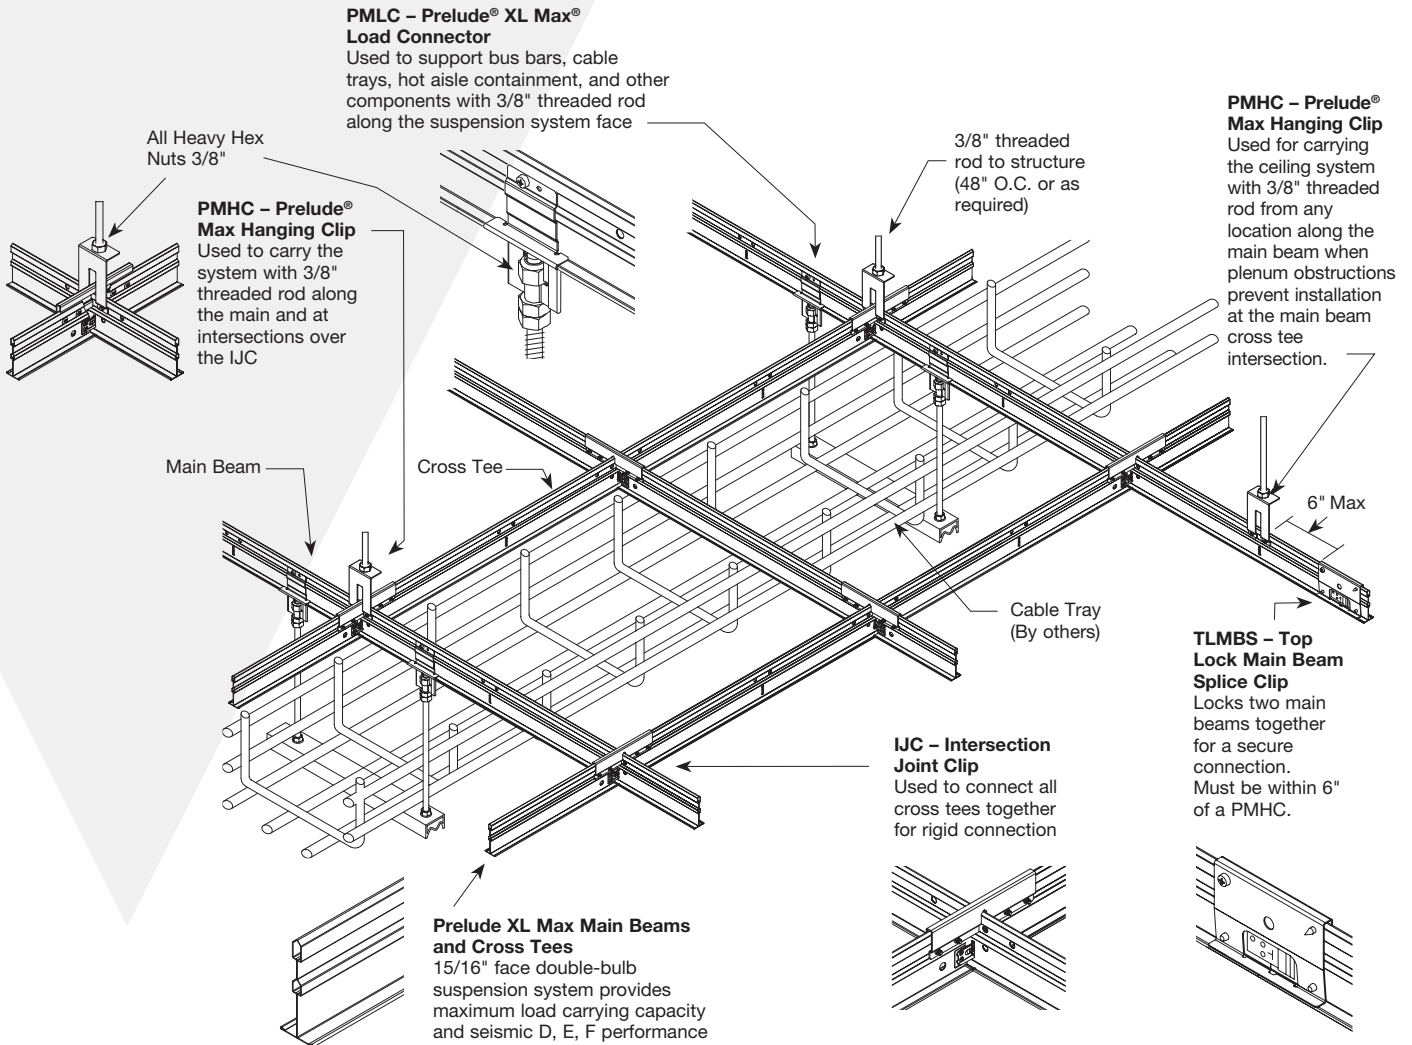 PMLC – Prelude® XL Max®
Load Connector
Used to support bus bars, cable
trays, hot aisle containment, and other
components with 3/8" threaded rod
along the suspension system face
All Heavy Hex
Nuts 3/8"
PMHC – Prelude®
Max Hanging Clip
Used to carry the
system with 3/8"
threaded rod along
the main and at
intersections over
the IJC
3/8" threaded
rod to structure
(48" O.C. or as
required)
PMHC – Prelude®
Max Hanging Clip
Used for carrying
the ceiling system
with 3/8" threaded
rod from any
location along the
main beam when
plenum obstructions
prevent installation
at the main beam
cross tee
intersection.
Main Beam
Cross Tee
6" Max
Cable Tray
(By others)
TLMBS – Top
Lock Main Beam
Splice Clip
Locks two main
beams together
for a secure
connection.
Must be within 6"
of a PMHC.
IJC – Intersection
Joint Clip
Used to connect all
cross tees together
for rigid connection
Prelude XL Max Main Beams
and Cross Tees
15/16" face double-bulb
suspension system provides
maximum load carrying capacity
and seismic D, E, F performance